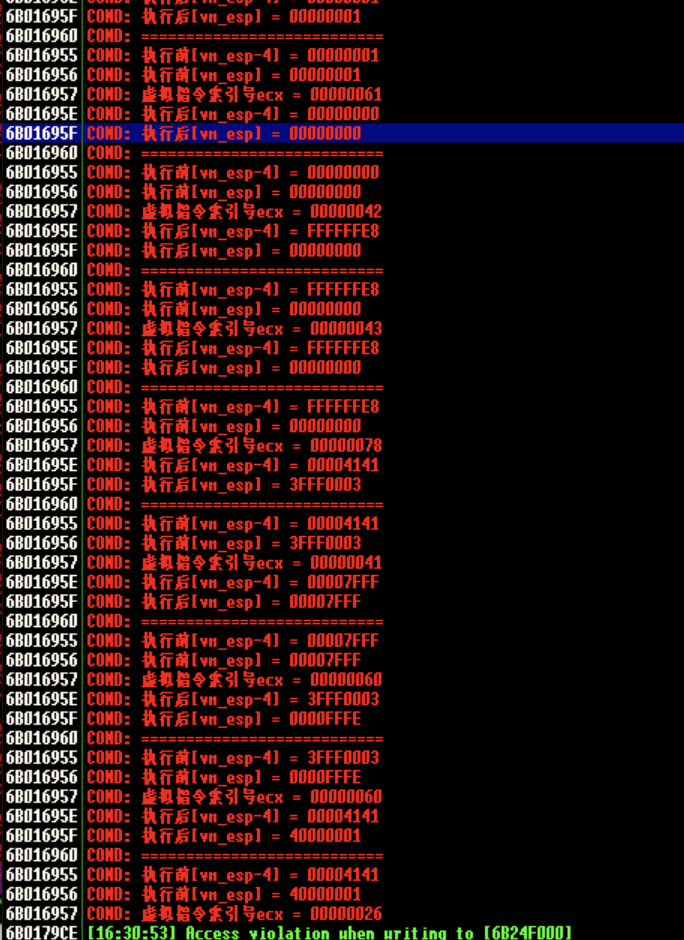 6B01695F COND: 执行后[vm_esp] = 00000001
6B016960 COND: ===========================
6B016955 COND: 执行前[vm_esp-4] = 00000001
6B016956 COND: 执行前[vm_esp] = 00000001
6B016957 COND: 虚拟指令索引号ecx = 00000061
6B01695E COND: 执行后[vm_esp-4] = 00000000
6B01695F COND: 执行后[vm_esp] = 00000000
6B016960 COND: ===========================
6B016955 COND: 执行前[vm_esp-4] = 00000000
6B016956 COND: 执行前[vm_esp] = 00000000
6B016957 COND: 虚拟指令索引号ecx = 00000042
6B01695E COND: 执行后[vm_esp-4] = FFFFFFE8
6B01695F COND: 执行后[vm_esp] = 00000000
6B016960 COND: ===========================
6B016955 COND: 执行前[vm_esp-4] = FFFFFFE8
6B016956 COND: 执行前[vm_esp] = 00000000
6B016957 COND: 虚拟指令索引号ecx = 00000043
6B01695E COND: 执行后[vm_esp-4] = FFFFFFE8
6B01695F COND: 执行后[vm_esp] = 00000000
6B016960 COND: ===========================
6B016955 COND: 执行前[vm_esp-4] = FFFFFFE8
6B016956 COND: 执行前[vm_esp] = 00000000
6B016957 COND: 虚拟指令索引号ecx = 00000078
6B01695E COND: 执行后[vm_esp-4] = 00004141
6B01695F COND: 执行后[vm_esp] = 3FFF0003
6B016960 COND: ===========================
6B016955 COND: 执行前[vm_esp-4] = 00004141
6B016956 COND: 执行前[vm_esp] = 3FFF0003
6B016957 COND: 虚拟指令索引号ecx = 00000041
6B01695E COND: 执行后[vm_esp-4] = 00007FFF
6B01695F COND: 执行后[vm_esp] = 00007FFF
6B016960 COND: ===========================
6B016955 COND: 执行前[vm_esp-4] = 00007FFF
6B016956 COND: 执行前[vm_esp] = 00007FFF
6B016957 COND: 虚拟指令索引号ecx = 00000060
6B01695E COND: 执行后[vm_esp-4] = 3FFF0003
6B01695F COND: 执行后[vm_esp] = 0000FFFE
6B016960 COND: ===========================
6B016955 COND: 执行前[vm_esp-4] = 3FFF0003
6B016956 COND: 执行前[vm_esp] = 0000FFFE
6B016957 COND: 虚拟指令索引号ecx = 00000060
6B01695E COND: 执行后[vm_esp-4] = 00004141
6B01695F COND: 执行后[vm_esp] = 40000001
6B016960 COND: ===========================
6B016955 COND: 执行前[vm_esp-4] = 00004141
6B016956 COND: 执行前[vm_esp] = 40000001
6B016957 COND: 虚拟指令索引号ecx = 00000026
6B0179CE [16:30:53] Access violation when writing to [6B24F000]